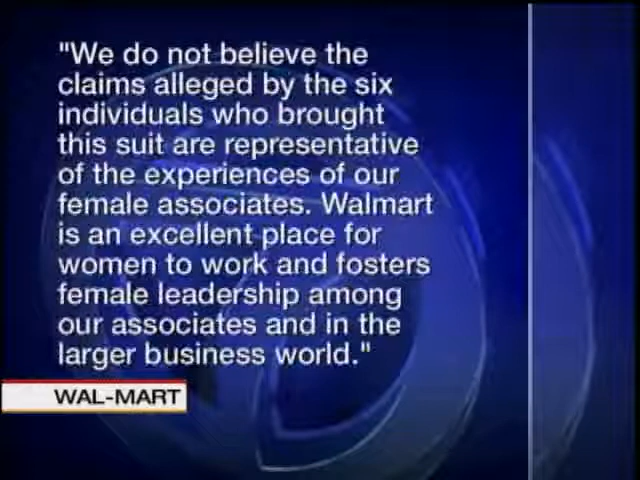 "We do not believe the
claims alleged by the six
individuals who brought
this suit are representative
of the experiences of our
female associates. Walmart
is an excellent place for
women to work and fosters
female leadership among
our associates and in the
larger business world."
WAL-MART